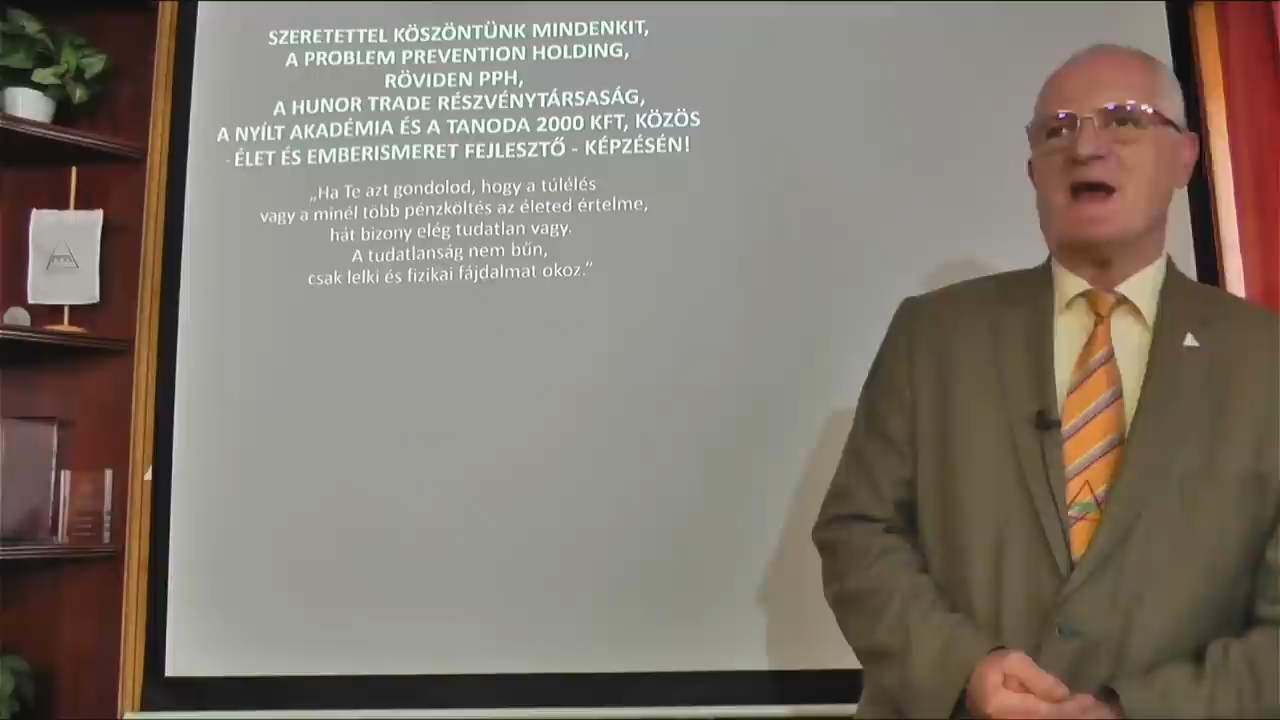 SZERETETTEL KÖSZÖNTÜNK MINDENKIT,
A PROBLEM PREVENTION HOLDING,
RÖVIDEN PPH,
A HUNOR TRADE RÉSZVÉNYTÁRSASÁG,
A NYÍLT AKADÉMIA ÉS A TANODA 2000 KFT, KÖZÖS
- ÉLET ÉS EMBERISMERET FEJLESZTŐ - KÉPZÉSÉN!
„Ha Te azt gondolod, hogy a túlélés
vagy a minél több pénzköltés az életed értelme,
hát bizony elég tudatlan vagy.
A tudatlanság nem bűn,
csak lelki és fizikai fájdalmat okoz.”